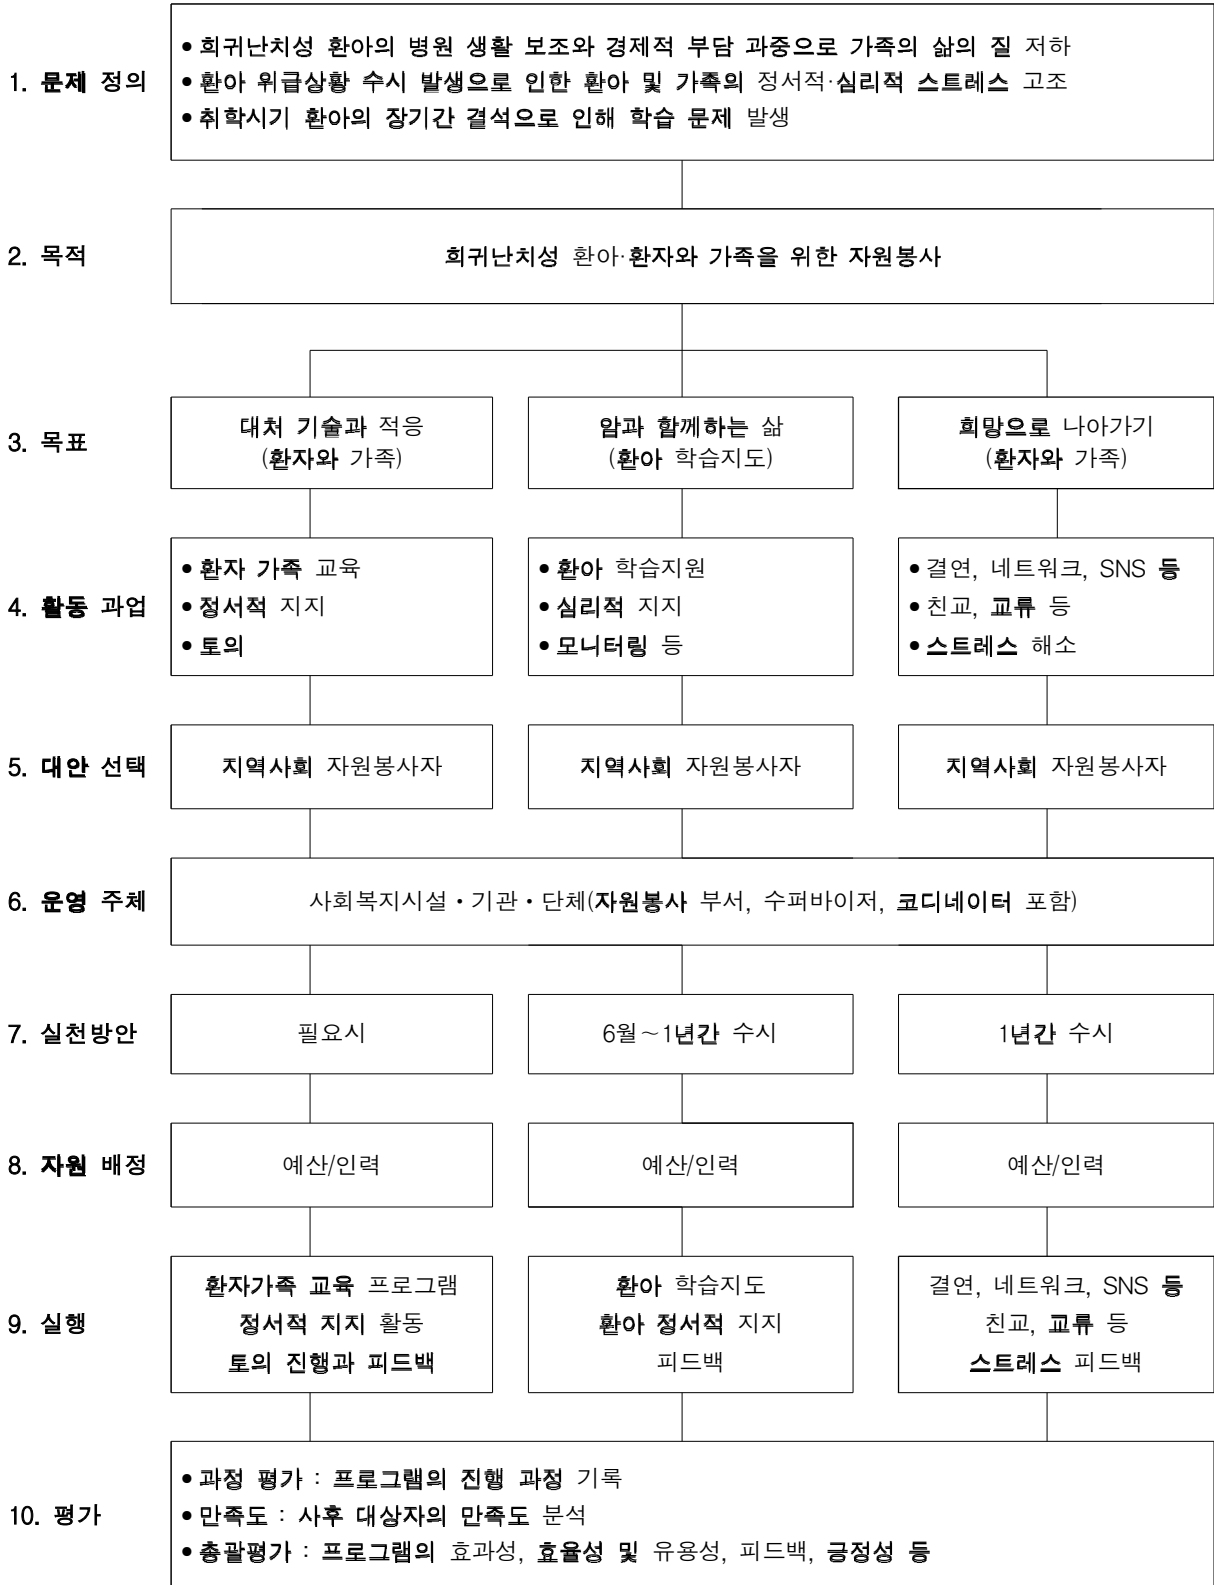 1. 문제 정의
• 희귀난치성 환아의 병원 생활 보조와 경제적 부담 과중으로 가족의 삶의 질 저하
• 환아 위급상황 수시 발생으로 인한 환아 및 가족의 정서적·심리적 스트레스 고조
• 취학시기 환아의 장기간 결석으로 인해 학습 문제 발생
2. 목적
희귀난치성 환아·환자와 가족을 위한 자원봉사
3. 목표
대처 기술과 적응
(환자와 가족)
암과 함께하는 삶
(환아 학습지도)
희망으로 나아가기
(환자와 가족)
4. 활동 과업
• 환자 가족 교육
• 정서적 지지
• 토의
• 환아 학습지원
• 심리적 지지
• 모니터링 등
• 결연, 네트워크, SNS 등
• 친교, 교류 등
• 스트레스 해소
5. 대안 선택
지역사회 자원봉사자
지역사회 자원봉사자
지역사회 자원봉사자
6. 운영 주체
사회복지시설・기관・단체(자원봉사 부서, 수퍼바이저, 코디네이터 포함)
7. 실천방안
필요시
6월～1년간 수시
1년간 수시
8. 자원 배정
예산/인력
예산/인력
예산/인력
9. 실행
환자가족 교육 프로그램
정서적 지지 활동
토의 진행과 피드백
환아 학습지도
환아 정서적 지지
피드백
결연, 네트워크, SNS 등
친교, 교류 등
스트레스 피드백
10. 평가
• 과정 평가 : 프로그램의 진행 과정 기록
• 만족도 : 사후 대상자의 만족도 분석
• 총괄평가 : 프로그램의 효과성, 효율성 및 유용성, 피드백, 긍정성 등